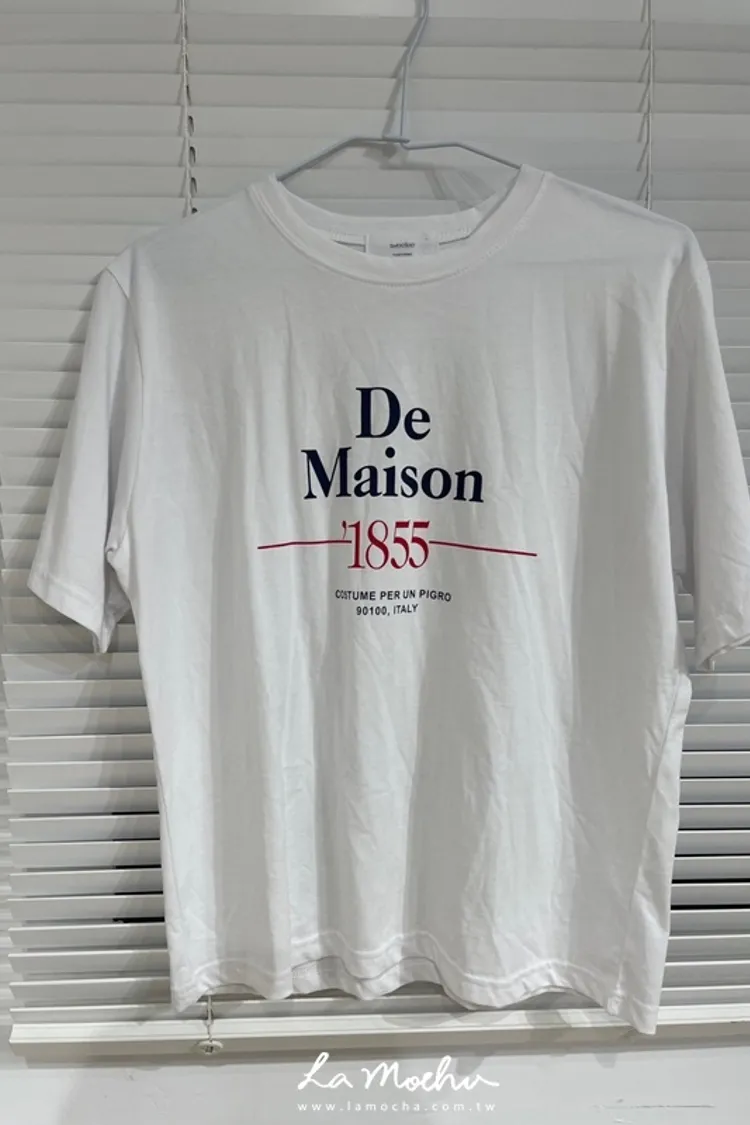 De
Maison
'1855
COSTUME PER UN PIGRO
90100, ITALY
La Mocha
www.lamocha.com.tw